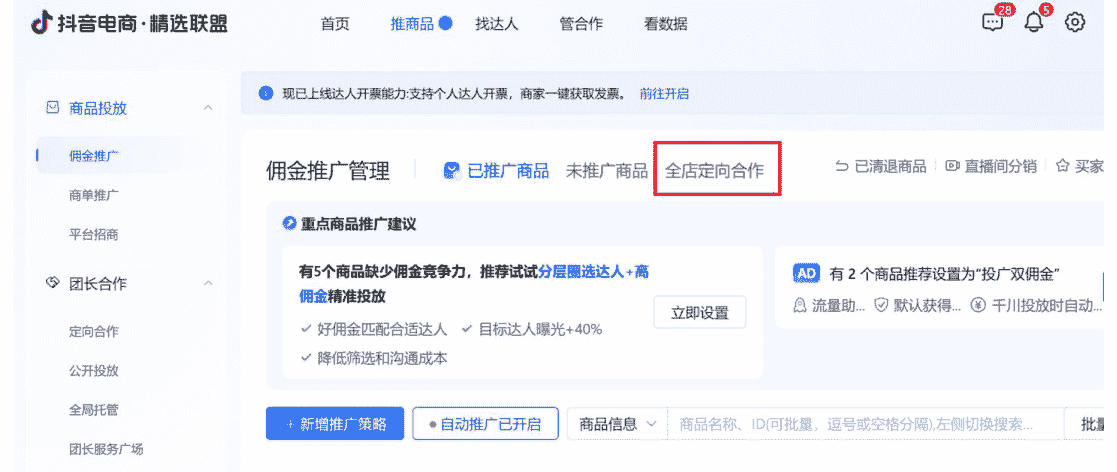 抖音电商·精选联盟 首页 推商品 找达人 管合作 看数据 28 5
商品投放
佣金推广
商单推广
平台招商
团长合作
定向合作
公开投放
全局托管
团长服务广场
现已上线达人开票能力:支持个人达人开票，商家一键获取发票。 前往开启
佣金推广管理 已推广商品 未推广商品 全店定向合作 已清退商品 直播间分销 买家
重点商品推广建议
有5个商品缺少佣金竞争力，推荐试试分层圈选达人+高
佣金精准投放
立即设置
好佣金匹配合适达人 目标达人曝光+40%
降低筛选和沟通成本
AD 有 2 个商品推荐设置为“投广双佣金”
流量助... 默认获得... 千川投放时自动...
+ 新增推广策略 自动推广已开启 商品信息 商品名称、ID(可批量，逗号或空格分隔),左侧切换搜索... 批量